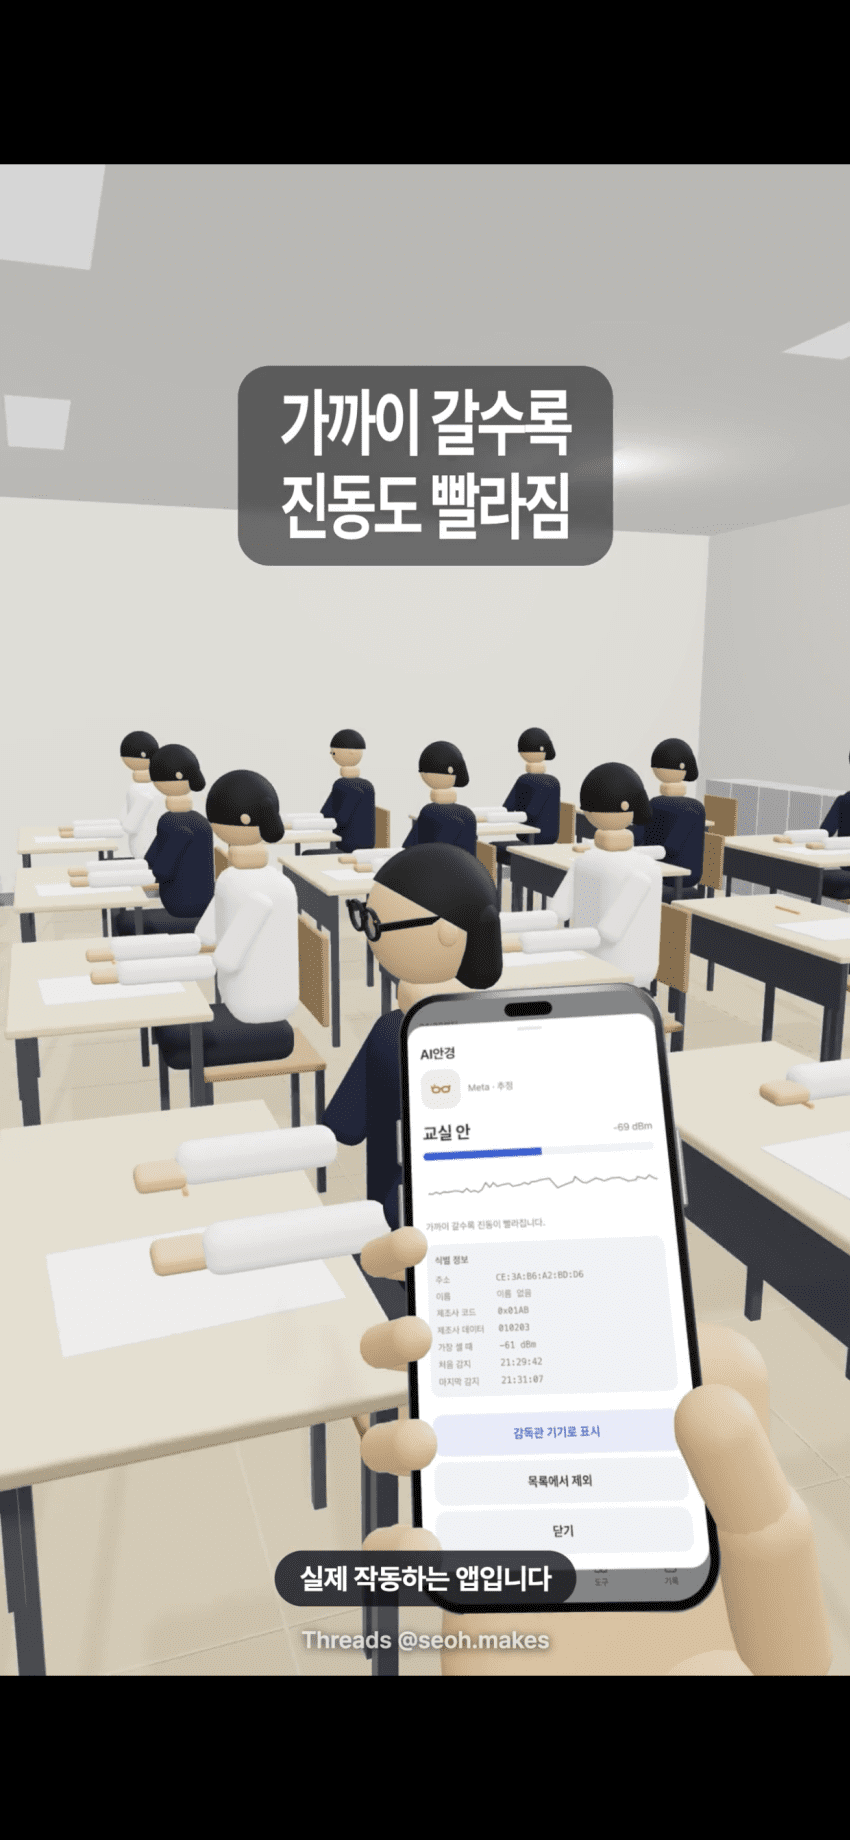 가까이 갈수록
진동도 빨라짐
AI안경
Meta · 추정
교실 안
-69 dBm
가까이 갈수록 진동이 빨라집니다.
식별 정보
주소 CE:3A:B6:A2:BD:D6
이름 이름 없음
제조사 코드 0x01AB
제조사 데이터 010203
가장 셀 때 -61 dBm
처음 감지 21:29:42
마지막 감지 21:31:07
감독관 기기로 표시
목록에서 제외
닫기
도구
기록
실제 작동하는 앱입니다
Threads @seoh.makes